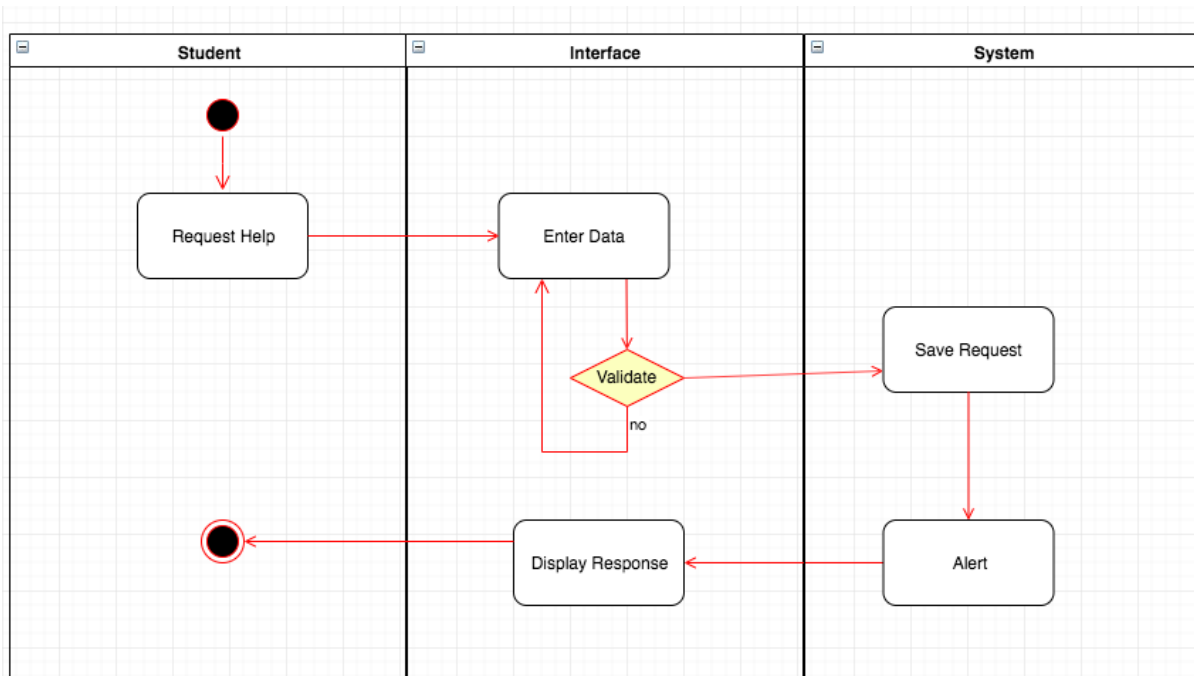 Student
Interface
System
Request Help
Enter Data
Save Request
Validate
no
Display Response
Alert